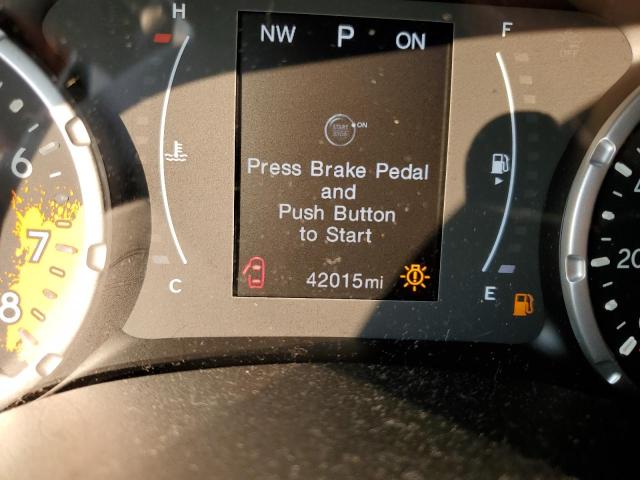 H
NW P ON
F
START STOP
ON
Press Brake Pedal
and
Push Button
to Start
42015mi
C
E
6
7
8
20